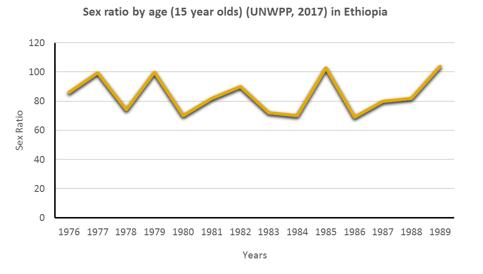 Sex ratio by age (15 year olds) (UNWPP, 2017) in Ethiopia
120
100
80
60
40
20
0
Sex Ratio
1976 1977 1978 1979 1980 1981 1982 1983 1984 1985 1986 1987 1988 1989
Years